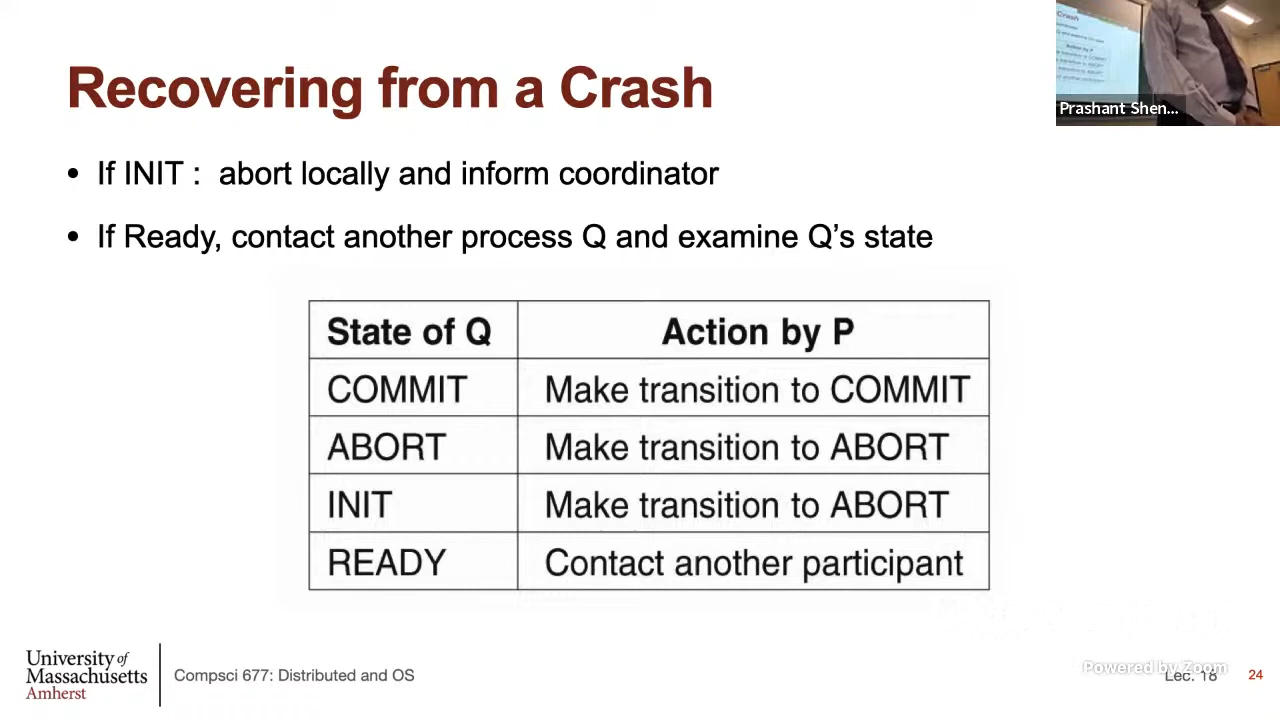 Recovering from a Crash
Prashant Shen...
• If INIT : abort locally and inform coordinator
• If Ready, contact another process Q and examine Q’s state
State of Q Action by P
COMMIT Make transition to COMMIT
ABORT Make transition to ABORT
INIT Make transition to ABORT
READY Contact another participant
University of
Massachusetts
Amherst
Compsci 677: Distributed and OS
Powered by Zoom
Lec. 18
24